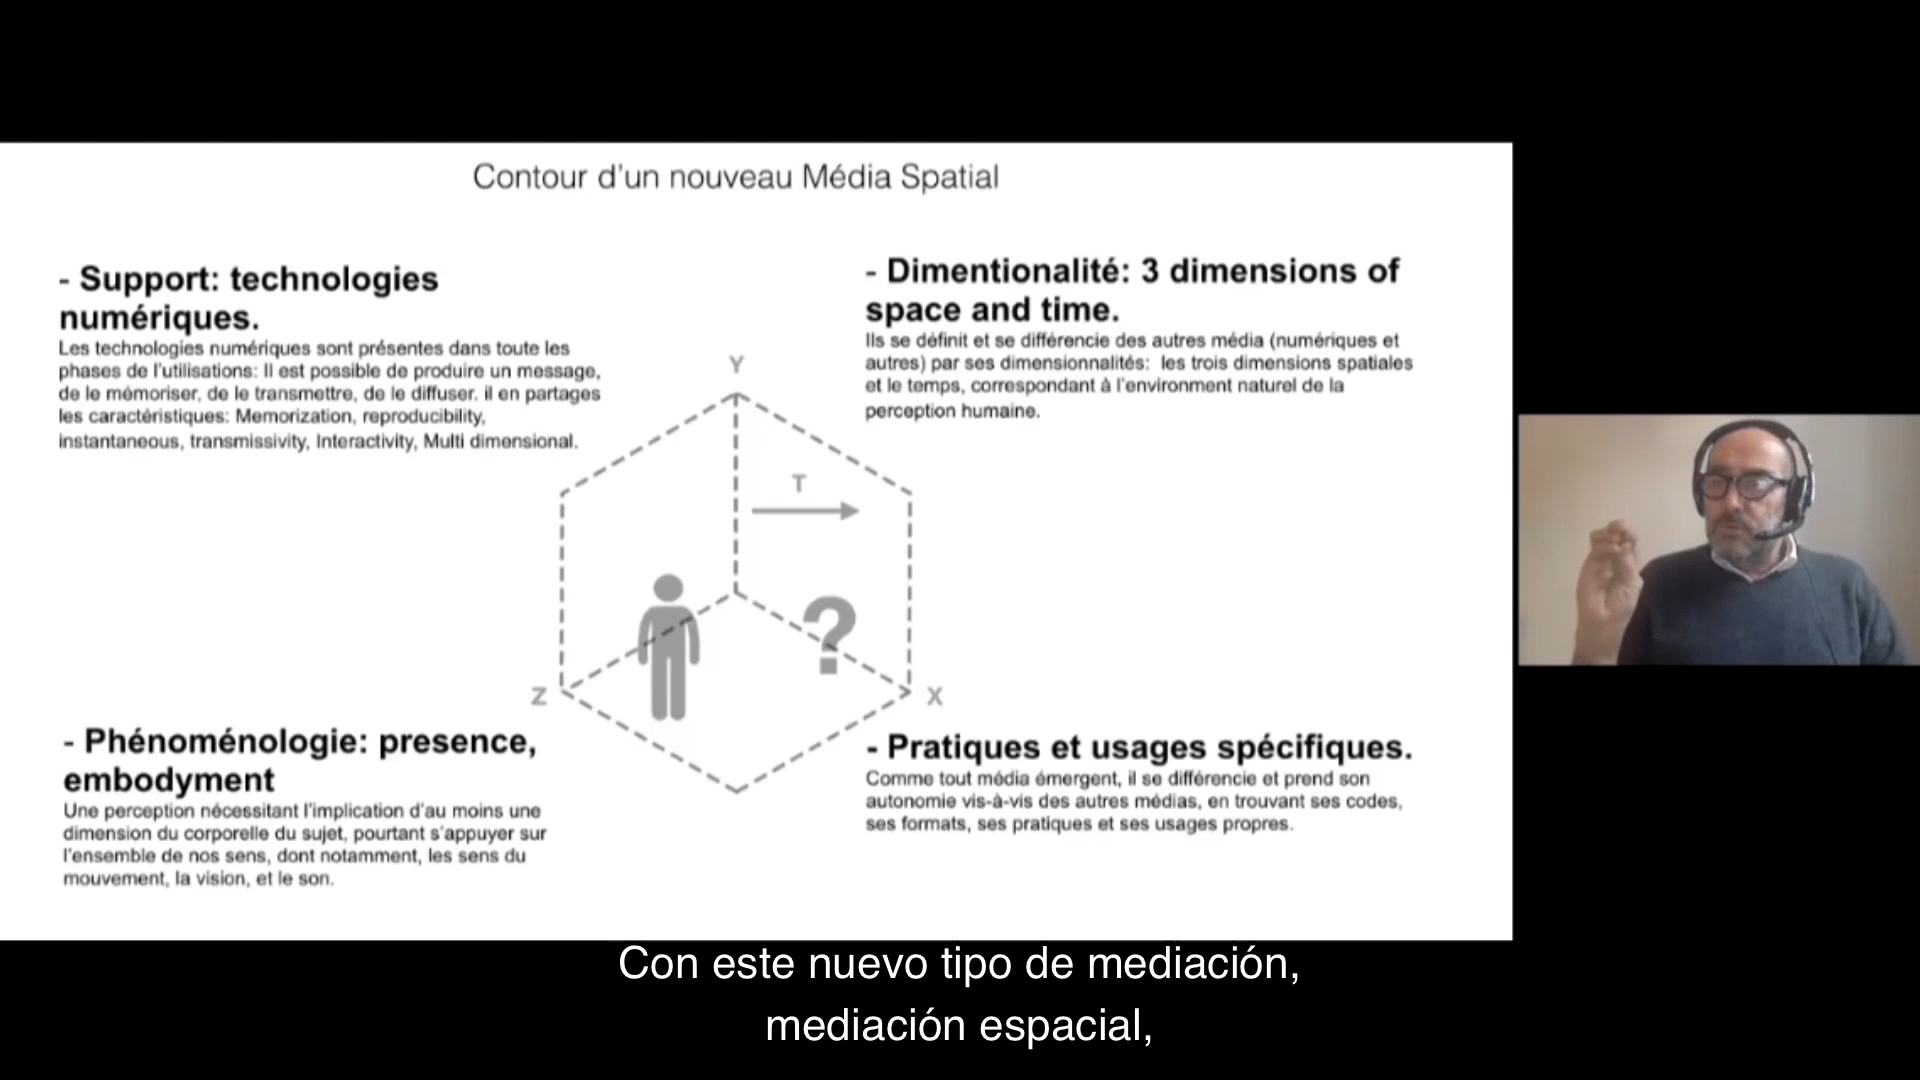 Contour d'un nouveau Média Spatial
- Support: technologies
numériques.
Les technologies numériques sont présentes dans toute les
phases de l'utilisations: Il est possible de produire un message,
de le mémoriser, de le transmettre, de le diffuser. il en partages
les caractéristiques: Memorization, reproducibility,
instantaneous, transmissivity, Interactivity, Multi dimensional.
- Dimentionalité: 3 dimensions of
space and time.
Ils se définit et se différencie des autres média (numériques et
autres) par ses dimensionnalités: les trois dimensions spatiales
et le temps, correspondant à l'environment naturel de la
perception humaine.
Y
T
?
Z
X
- Phénoménologie: presence,
embodyment
Une perception nécessitant l'implication d'au moins une
dimension du corporelle du sujet, pourtant s'appuyer sur
l'ensemble de nos sens, dont notamment, les sens du
mouvement, la vision, et le son.
- Pratiques et usages spécifiques.
Comme tout média émergent, il se différencie et prend son
autonomie vis-à-vis des autres médias, en trouvant ses codes,
ses formats, ses pratiques et ses usages propres.
Con este nuevo tipo de mediación,
mediación espacial,